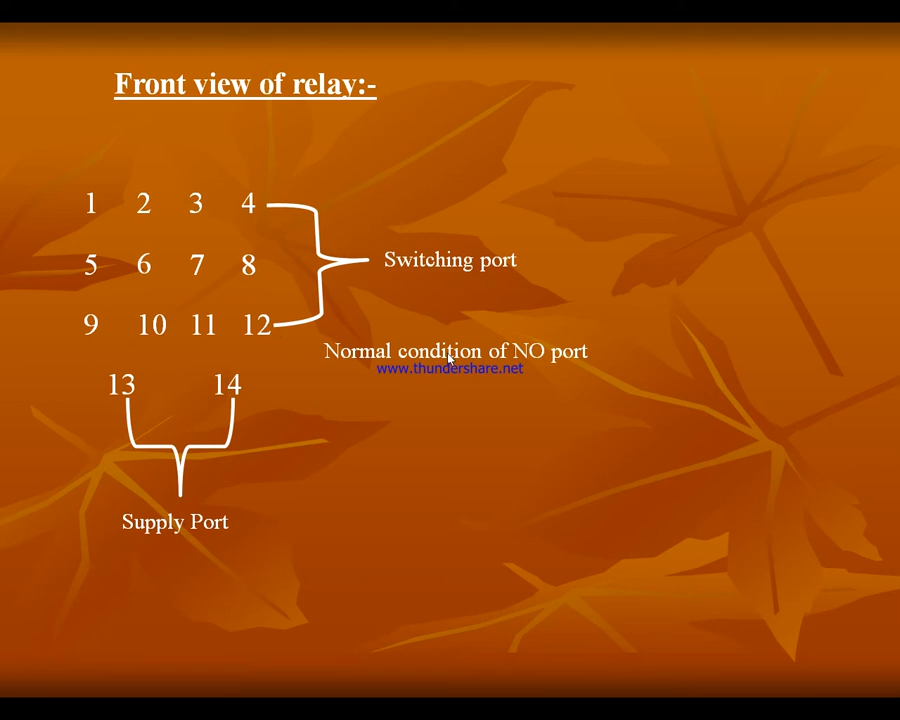 Front view of relay:-
1 2 3 4
5 6 7 8
Switching port
9 10 11 12
Normal condition of NO port
www.thundershare.net
13 14
Supply Port